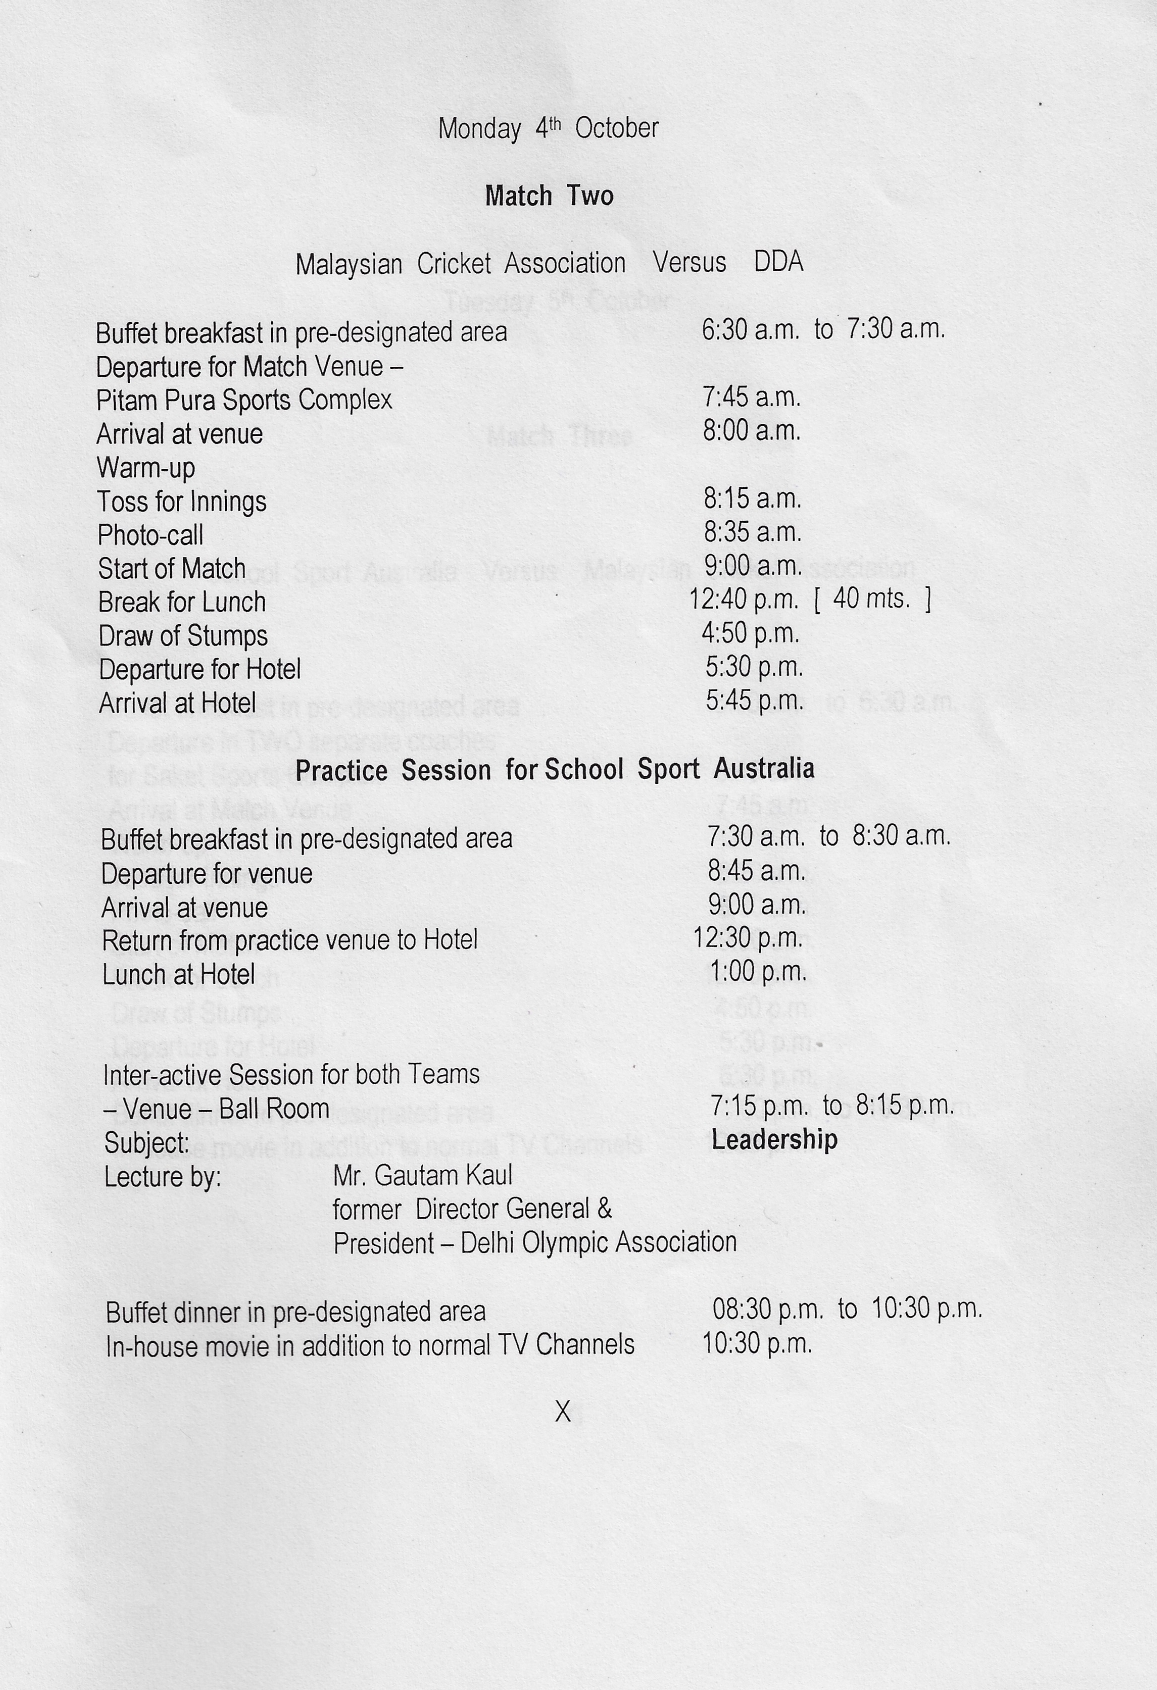 Monday 4th October
Match Two
Malaysian Cricket Association Versus DDA
Buffet breakfast in pre-designated area 6:30 a.m. to 7:30 a.m.
Departure for Match Venue –
Pitam Pura Sports Complex 7:45 a.m.
Arrival at venue 8:00 a.m.
Warm-up
Toss for Innings 8:15 a.m.
Photo-call 8:35 a.m.
Start of Match 9:00 a.m.
Break for Lunch 12:40 p.m. [ 40 mts. ]
Draw of Stumps 4:50 p.m.
Departure for Hotel 5:30 p.m.
Arrival at Hotel 5:45 p.m.
Practice Session for School Sport Australia
Buffet breakfast in pre-designated area 7:30 a.m. to 8:30 a.m.
Departure for venue 8:45 a.m.
Arrival at venue 9:00 a.m.
Return from practice venue to Hotel 12:30 p.m.
Lunch at Hotel 1:00 p.m.
Inter-active Session for both Teams
– Venue – Ball Room 7:15 p.m. to 8:15 p.m.
Subject: Leadership
Lecture by: Mr. Gautam Kaul
former Director General &
President – Delhi Olympic Association
Buffet dinner in pre-designated area 08:30 p.m. to 10:30 p.m.
In-house movie in addition to normal TV Channels 10:30 p.m.
X